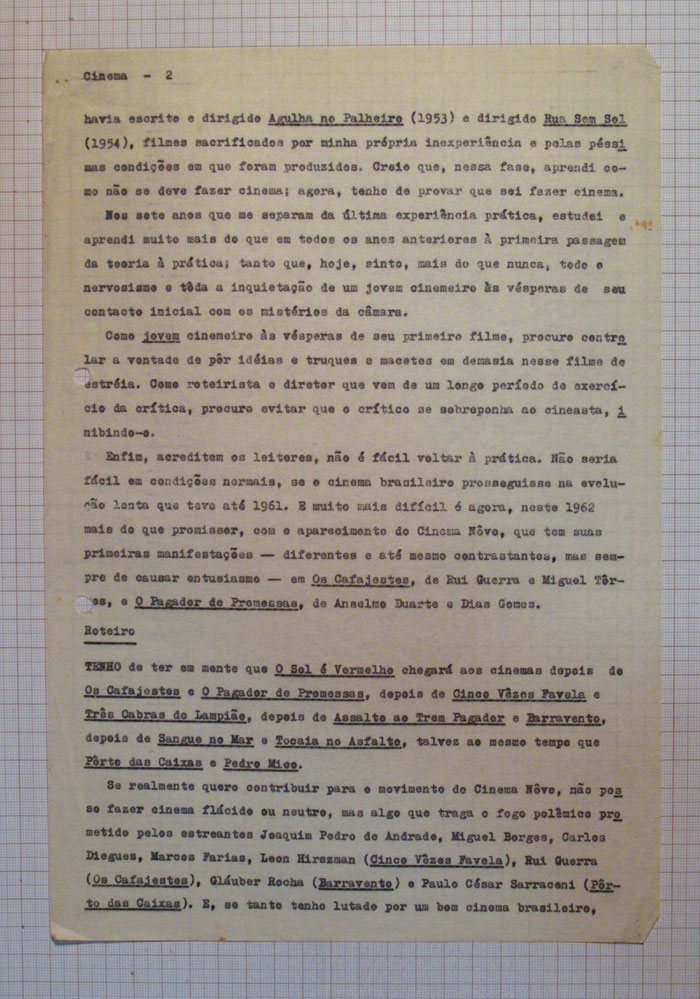 Cinema - 2
havia escrito e dirigido Agulha no Palheiro (1953) e dirigido Rua Sem Sol
(1954), filmes sacrificados por minha própria inexperiência e pelas péssi
mas condições em que foram produzidos. Creio que, nessa fase, aprendi co-
mo não se deve fazer cinema; agora, tenho de provar que sei fazer cinema.
Nos sete anos que me separam da última experiência prática, estudei e
aprendi muito mais do que em todos os anos anteriores à primeira passagem
da teoria à prática; tanto que, hoje, sinto, mais do que nunca, todo o
nervosismo e tôda a inquietação de um jovem cinemeiro às vésperas de seu
contacto inicial com os mistérios da câmara.
Como jovem cinemeiro às vésperas de seu primeiro filme, procuro contro
lar a vontade de pôr idéias e truques e macetes em demasia nesse filme de
estréia. Como roteirista e diretor que vem de um longo período de exercí-
cio da crítica, procuro evitar que o crítico se sobreponha ao cineasta, i
nibindo-o.
Enfim, acreditem os leitores, não é fácil voltar à prática. Não seria
fácil em condições normais, se o cinema brasileiro prosseguisse na evolu-
ção lenta que teve até 1961. E muito mais difícil é agora, neste 1962
mais do que promissor, com o aparecimento do Cinema Nôvo, que tem suas
primeiras manifestações — diferentes e até mesmo contrastantes, mas sem-
pre de causar entusiasmo — em Os Cafajestes, de Rui Guerra e Miguel Tôr-
res, e O Pagador de Promessas, de Anselmo Duarte e Dias Gomes.
Roteiro
TENHO de ter em mente que O Sol é Vermelho chegará aos cinemas depois de
Os Cafajestes e O Pagador de Promessas, depois de Cinco Vêzes Favela e
Três Cabras de Lampião, depois de Assalto ao Trem Pagador e Barravento,
depois de Sangue no Mar e Tocaia no Asfalto, talvez ao mesmo tempo que
Pôrto das Caixas e Pedro Mico.
Se realmente quero contribuir para o movimento do Cinema Nôvo, não pos
so fazer cinema flácido ou neutro, mas algo que traga o fogo polêmico pro
metido pelos estreantes Joaquim Pedro de Andrade, Miguel Borges, Carlos
Diegues, Marcos Farias, Leon Hirszman (Cinco Vêzes Favela), Rui Guerra
(Os Cafajestes), Gláuber Rocha (Barravento) e Paulo César Sarraceni (Pôr-
to das Caixas). E, se tanto tenho lutado por um bom cinema brasileiro,